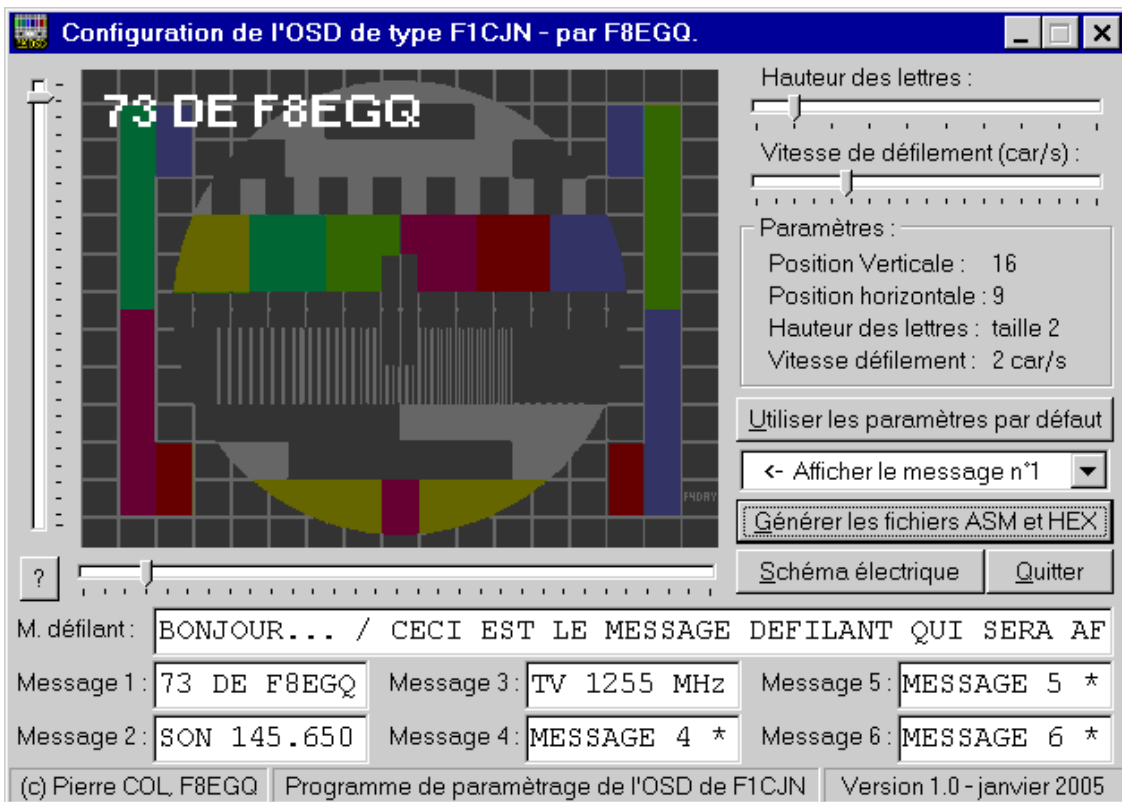 Configuration de l'OSD de type F1CJN - par F8EGQ.
73 DE F8EGQ
F4DAY
Hauteur des lettres :
Vitesse de défilement (car/s) :
Paramètres :
Position Verticale : 16
Position horizontale : 9
Hauteur des lettres : taille 2
Vitesse défilement : 2 car/s
Utiliser les paramètres par défaut
<- Afficher le message n°1
Générer les fichiers ASM et HEX
Schéma électrique Quitter
?
M. défilant : BONJOUR... / CECI EST LE MESSAGE DEFILANT QUI SERA AF
Message 1 : 73 DE F8EGQ Message 3 : TV 1255 MHz Message 5 : MESSAGE 5 *
Message 2 : SON 145.650 Message 4 : MESSAGE 4 * Message 6 : MESSAGE 6 *
(c) Pierre COL, F8EGQ Programme de paramètrage de l'OSD de F1CJN Version 1.0 - janvier 2005